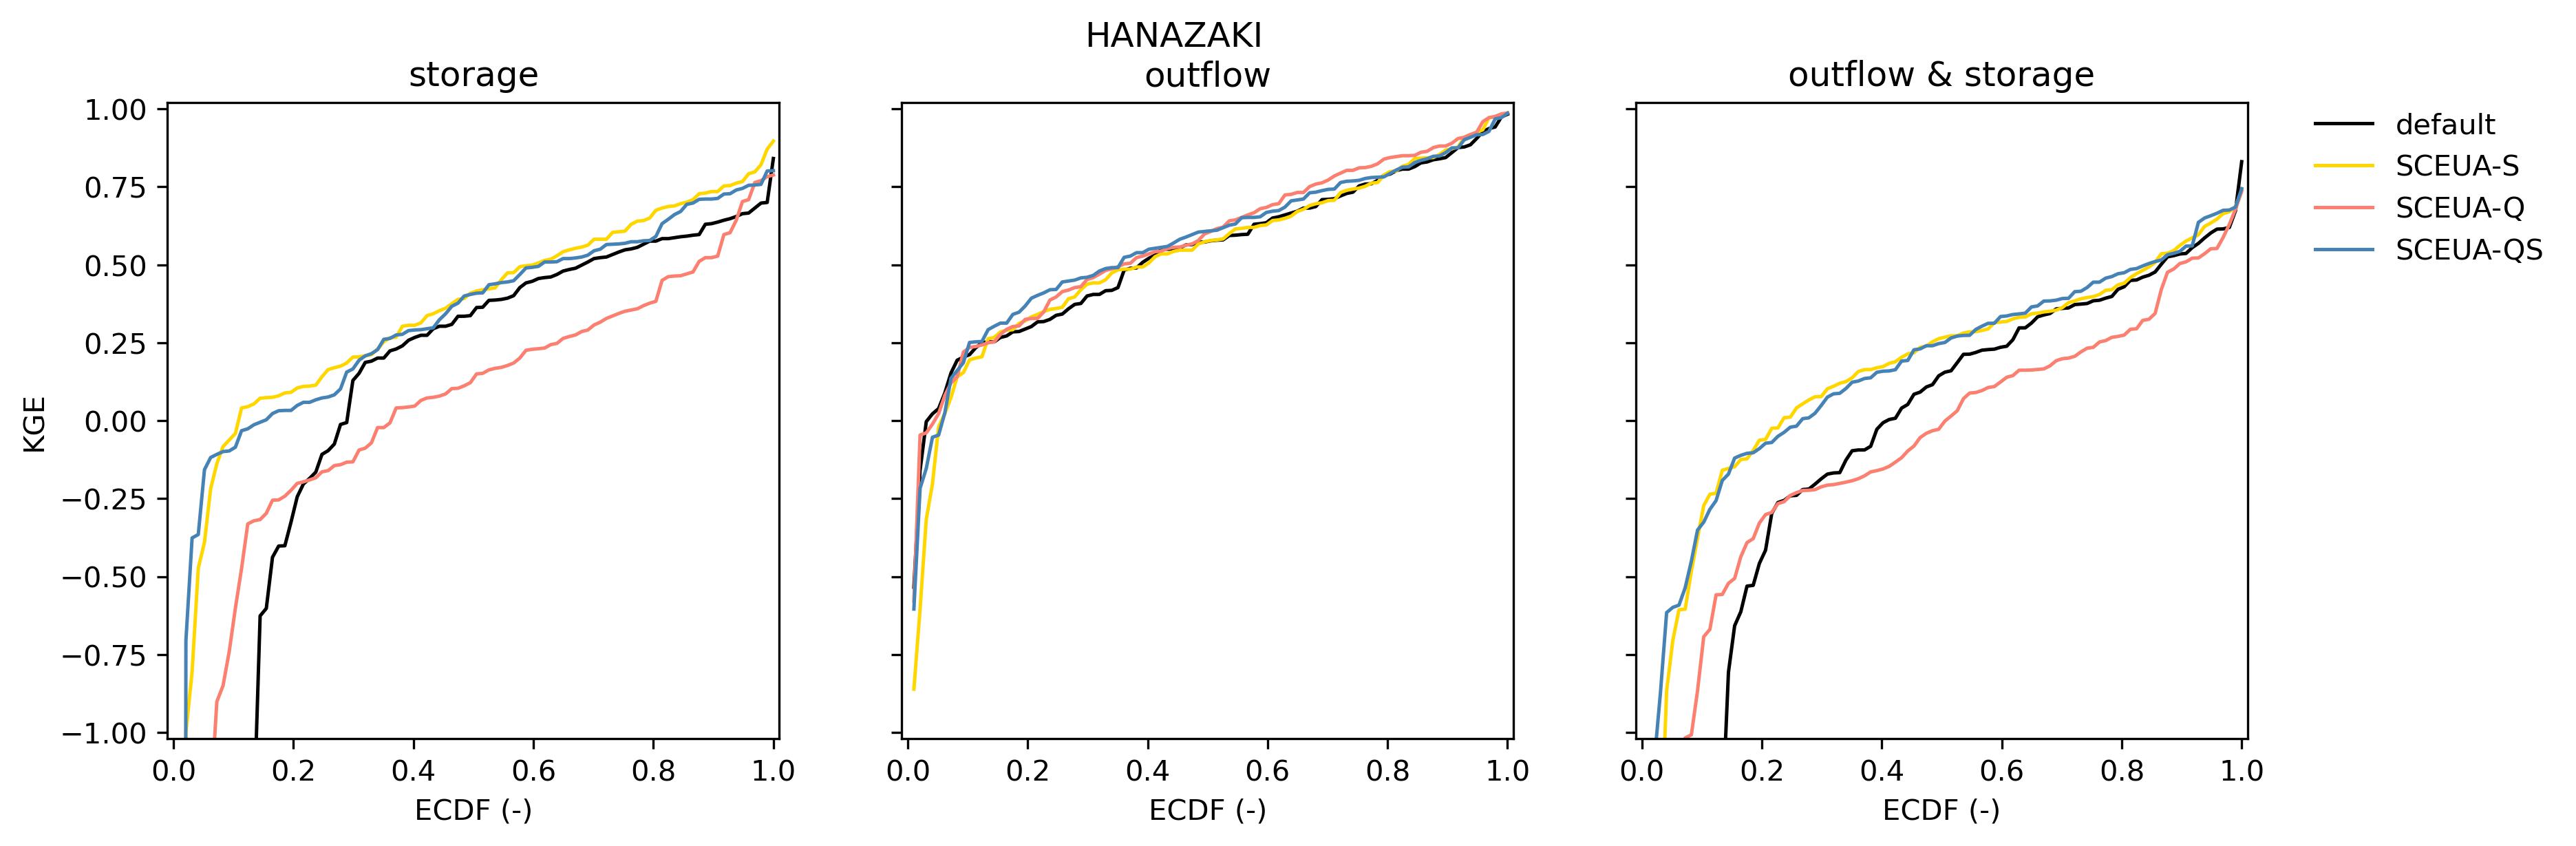 HANAZAKI
storage
outflow
outflow & storage
KGE
1.00
0.75
0.50
0.25
0.00
−0.25
−0.50
−0.75
−1.00
0.0 0.2 0.4 0.6 0.8 1.0
ECDF (-)
0.0 0.2 0.4 0.6 0.8 1.0
ECDF (-)
0.0 0.2 0.4 0.6 0.8 1.0
ECDF (-)
default
SCEUA-S
SCEUA-Q
SCEUA-QS